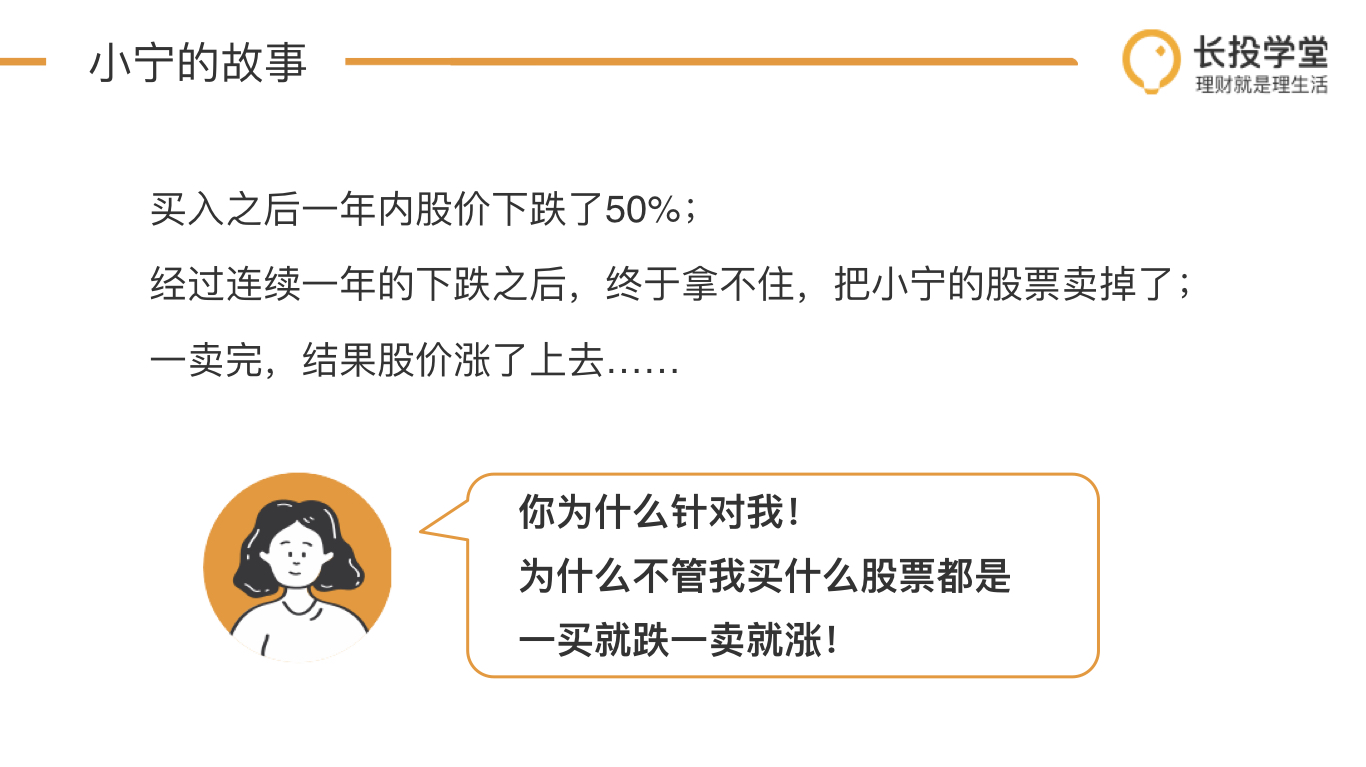 小宁的故事
长投学堂
理财就是理生活
买入之后一年内股价下跌了50%；
经过连续一年的下跌之后，终于拿不住，把小宁的股票卖掉了；
一卖完，结果股价涨了上去……
你为什么针对我！
为什么不管我买什么股票都是
一买就跌一卖就涨！